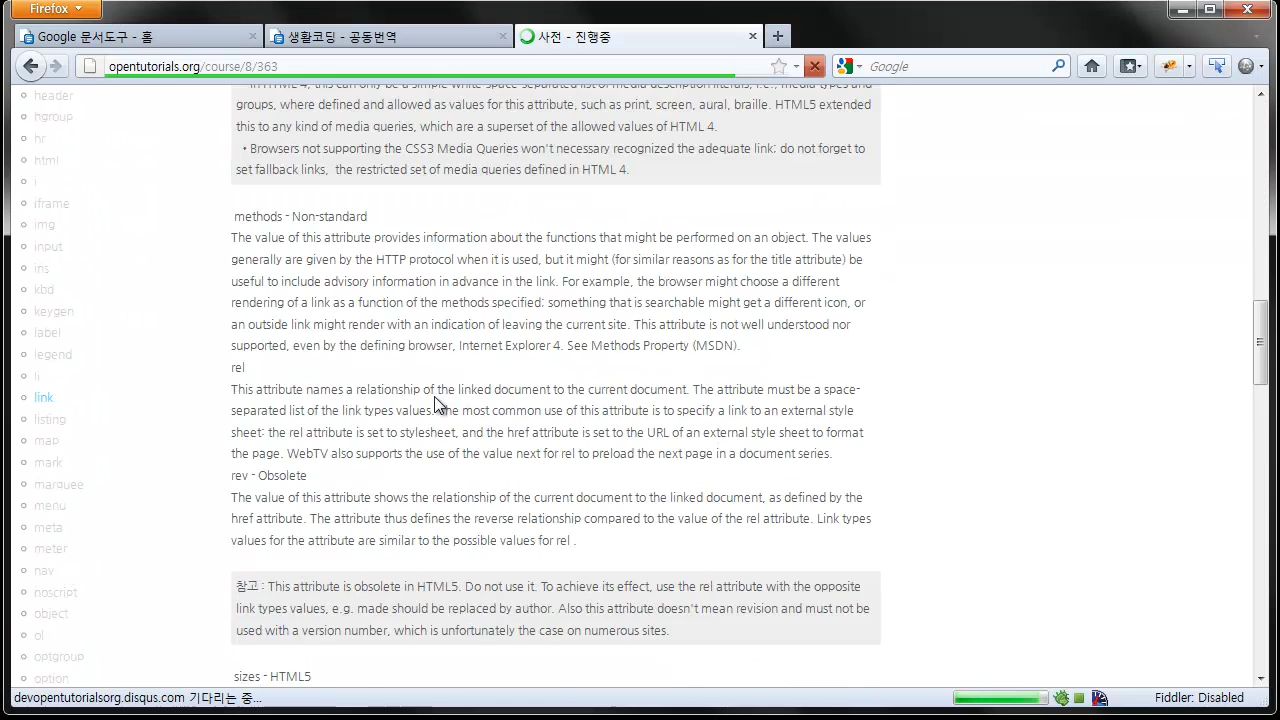 Firefox
Google 문서도구 - 홈
생활코딩 - 공동번역
사전 - 진행중
opentutorials.org/course/8/363
Google
header
hgroup
hr
html
i
iframe
img
input
ins
kbd
keygen
label
legend
li
link
listing
map
mark
marquee
menu
meta
meter
nav
noscript
object
ol
optgroup
option
groups, where defined and allowed as values for this attribute, such as print, screen, aural, braille. HTML5 extended
this to any kind of media queries, which are a superset of the allowed values of HTML 4.
• Browsers not supporting the CSS3 Media Queries won't necessary recognized the adequate link; do not forget to
set fallback links, the restricted set of media queries defined in HTML 4.
methods - Non-standard
The value of this attribute provides information about the functions that might be performed on an object. The values
generally are given by the HTTP protocol when it is used, but it might (for similar reasons as for the title attribute) be
useful to include advisory information in advance in the link. For example, the browser might choose a different
rendering of a link as a function of the methods specified; something that is searchable might get a different icon, or
an outside link might render with an indication of leaving the current site. This attribute is not well understood nor
supported, even by the defining browser, Internet Explorer 4. See Methods Property (MSDN).
rel
This attribute names a relationship of the linked document to the current document. The attribute must be a space-
separated list of the link types values. The most common use of this attribute is to specify a link to an external style
sheet: the rel attribute is set to stylesheet, and the href attribute is set to the URL of an external style sheet to format
the page. WebTV also supports the use of the value next for rel to preload the next page in a document series.
rev - Obsolete
The value of this attribute shows the relationship of the current document to the linked document, as defined by the
href attribute. The attribute thus defines the reverse relationship compared to the value of the rel attribute. Link types
values for the attribute are similar to the possible values for rel .
참고 : This attribute is obsolete in HTML5. Do not use it. To achieve its effect, use the rel attribute with the opposite
link types values, e.g. made should be replaced by author. Also this attribute doesn't mean revision and must not be
used with a version number, which is unfortunately the case on numerous sites.
sizes - HTML5
devopentutorialsorg.disqus.com 기다리는 중...
Fiddler: Disabled